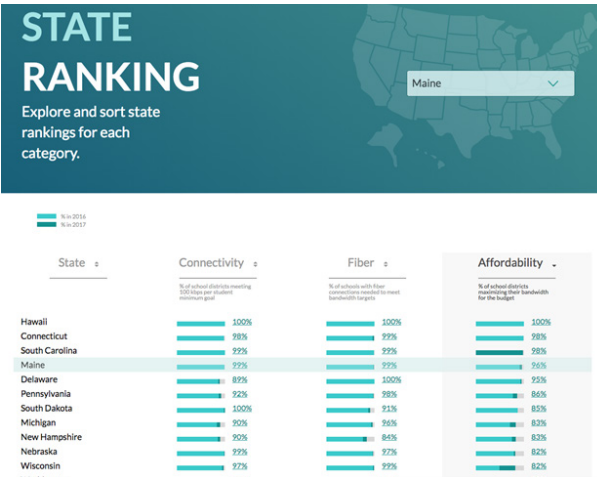 STATE
RANKING
Explore and sort state
rankings for each
category.
Maine
% in 2016
% in 2017
State Connectivity Fiber Affordability
% of school districts meeting
100 kbps per student
minimum goal
% of schools with fiber
connections needed to meet
bandwidth targets
% of school districts
maximizing their bandwidth
for the budget
Hawaii 100% 100% 100%
Connecticut 98% 99% 98%
South Carolina 99% 99% 98%
Maine 99% 99% 96%
Delaware 89% 100% 95%
Pennsylvania 92% 98% 86%
South Dakota 100% 91% 85%
Michigan 90% 96% 83%
New Hampshire 90% 84% 83%
Nebraska 99% 97% 82%
Wisconsin 97% 99% 82%